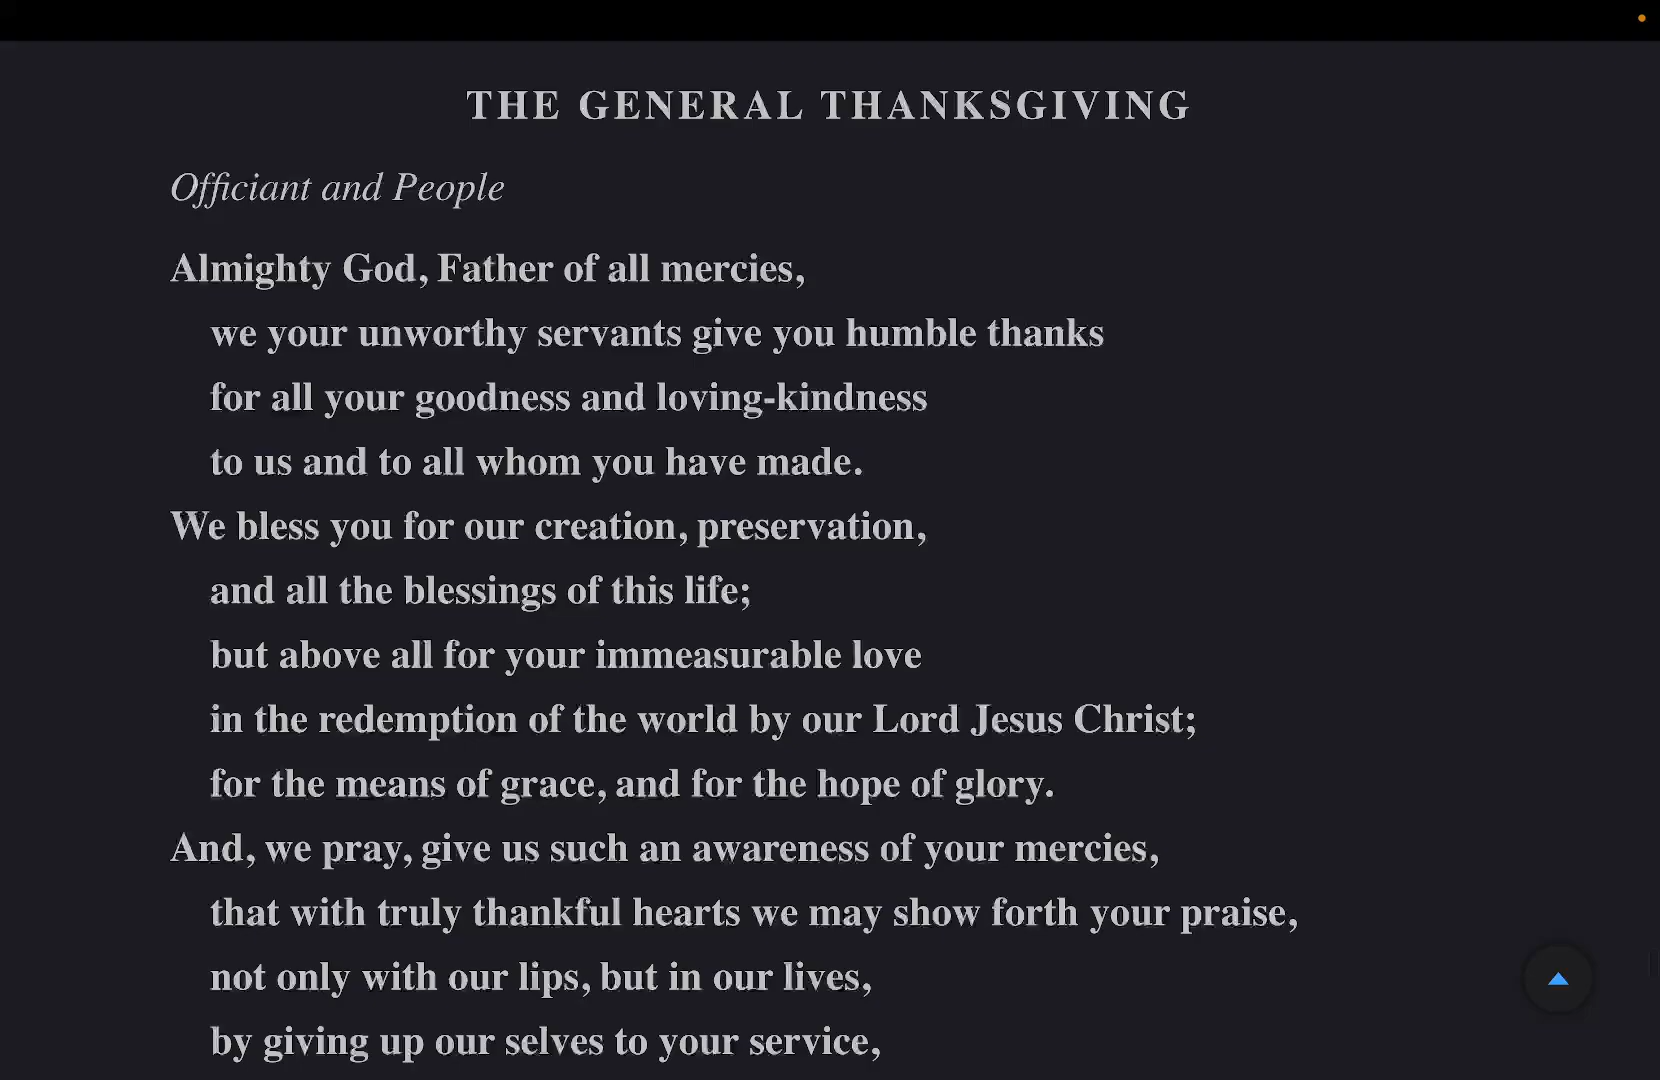 THE GENERAL THANKSGIVING
Officiant and People
Almighty God, Father of all mercies,
we your unworthy servants give you humble thanks
for all your goodness and loving-kindness
to us and to all whom you have made.
We bless you for our creation, preservation,
and all the blessings of this life;
but above all for your immeasurable love
in the redemption of the world by our Lord Jesus Christ;
for the means of grace, and for the hope of glory.
And, we pray, give us such an awareness of your mercies,
that with truly thankful hearts we may show forth your praise,
not only with our lips, but in our lives,
by giving up our selves to your service,